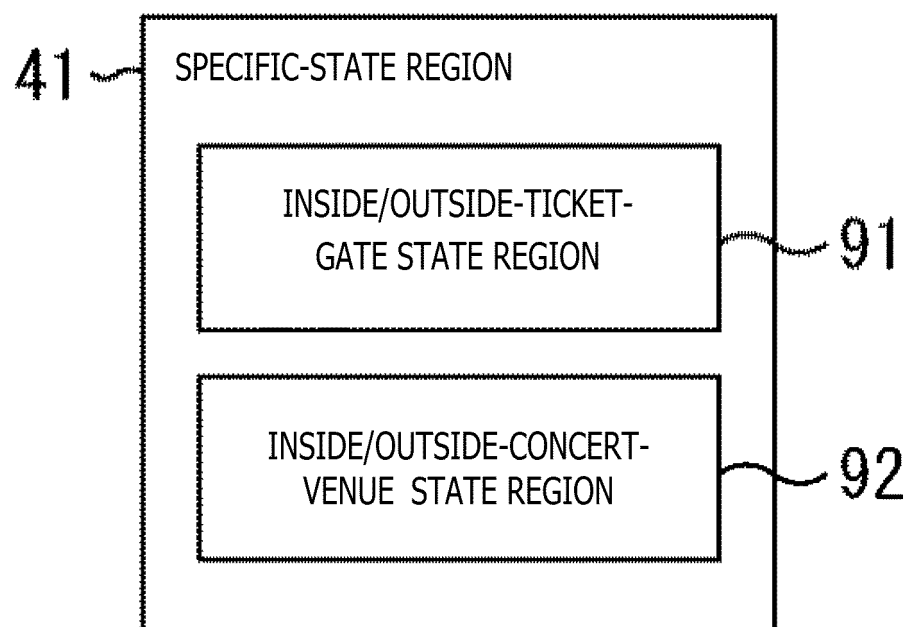 41
SPECIFIC-STATE REGION
INSIDE/OUTSIDE-TICKET-
GATE STATE REGION
91
INSIDE/OUTSIDE-CONCERT-
VENUE STATE REGION
92